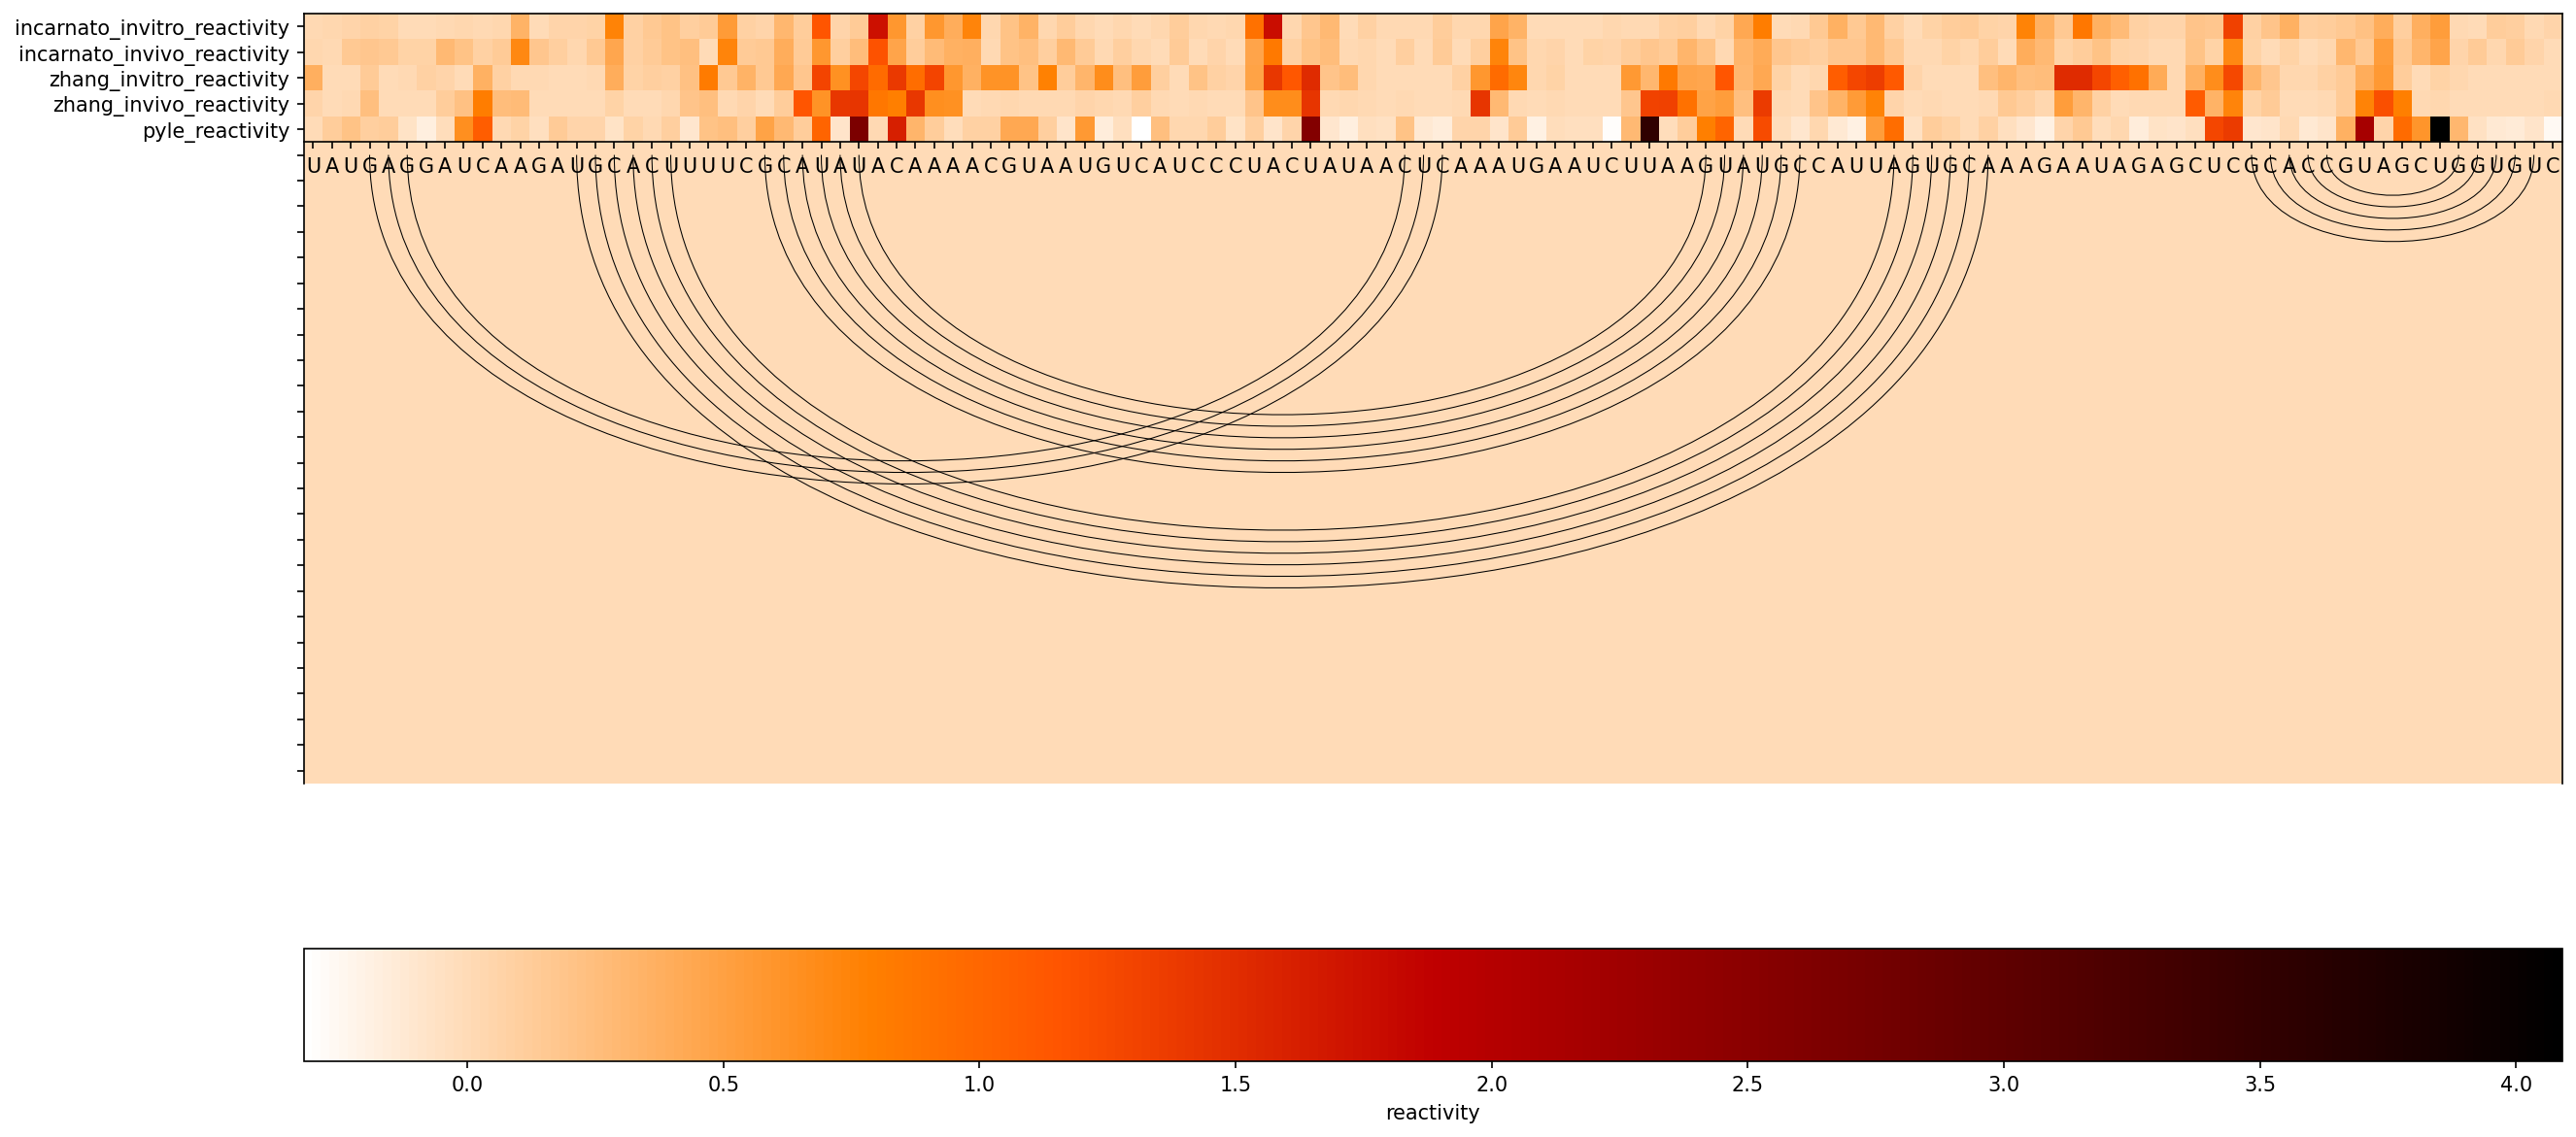 incarnato_invitro_reactivity
incarnato_invivo_reactivity
zhang_invitro_reactivity
zhang_invivo_reactivity
pyle_reactivity
UAUGAGGAUCAAGAUGCACUUUUCGCAUAUACAAAACGUAAUGUCAUCCCUACUAUAACUCAAAUGAAUCUUAAGUAUGCCAUUAGUGCAAAGAAUAGAGCUCGCACCGUAGCUGGUGUC
0.0 0.5 1.0 1.5 2.0 2.5 3.0 3.5 4.0
reactivity